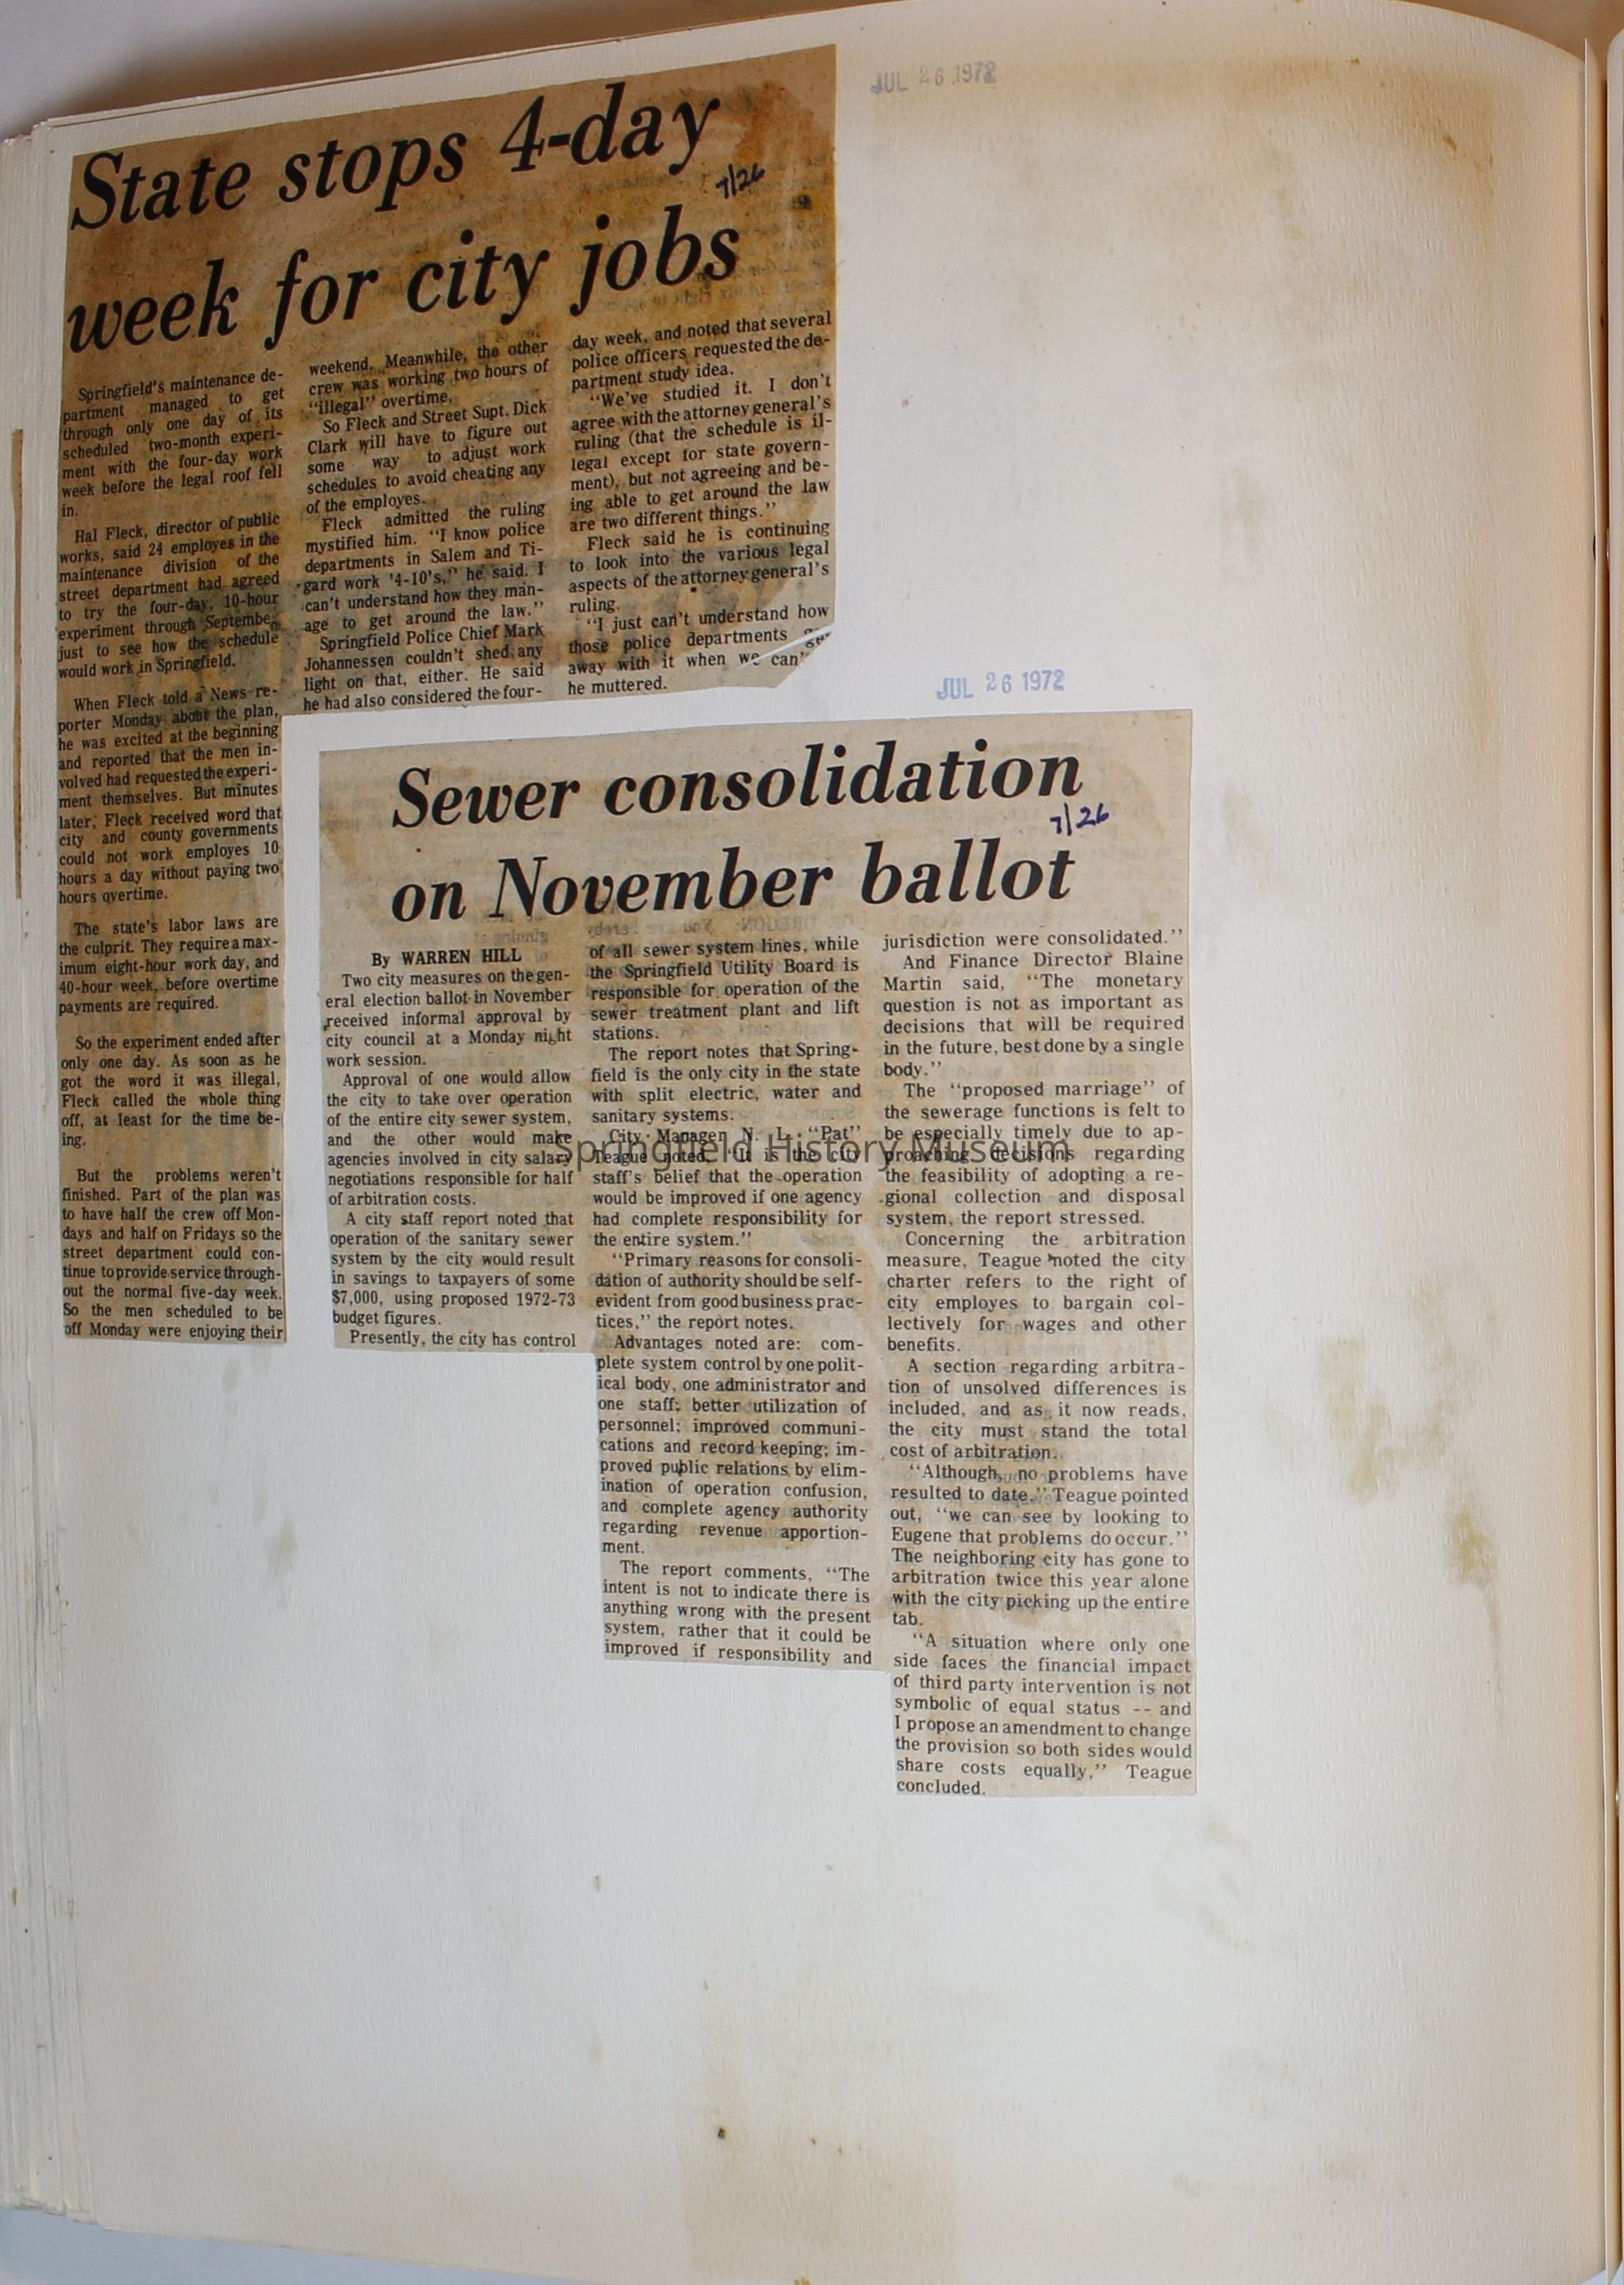 JUL 26 1972
State stops 4-day
7/26
week for city jobs
Springfield's maintenance de-
partment managed to get
through only one day of its
scheduled two-month experi-
ment with the four-day work
week before the legal roof fell
in.
Hal Fleck, director of public
works, said 24 employes in the
maintenance division of the
street department had agreed
to try the four-day, 10-hour
experiment through September
just to see how the schedule
would work in Springfield.
When Fleck told a News re-
porter Monday about the plan,
he was excited at the beginning
and reported that the men in-
volved had requested the experi-
ment themselves. But minutes
later, Fleck received word that
city and county governments
could not work employes 10
hours a day without paying two
hours overtime.
The state's labor laws are
the culprit. They require a max-
imum eight-hour work day, and
40-hour week, before overtime
payments are required.
So the experiment ended after
only one day. As soon as he
got the word it was illegal,
Fleck called the whole thing
off, at least for the time be-
ing.
But the problems weren't
finished. Part of the plan was
to have half the crew off Mon-
days and half on Fridays so the
street department could con-
tinue to provide service through-
out the normal five-day week.
So the men scheduled to be
off Monday were enjoying their
weekend. Meanwhile, the other
crew was working two hours of
"illegal" overtime.
So Fleck and Street Supt. Dick
Clark will have to figure out
some way to adjust work
schedules to avoid cheating any
of the employes.
Fleck admitted the ruling
mystified him. "I know police
departments in Salem and Ti-
gard work '4-10's," he said. I
can't understand how they man-
age to get around the law."
Springfield Police Chief Mark
Johannessen couldn't shed any
light on that, either. He said
he had also considered the four-
day week, and noted that several
police officers requested the de-
partment study idea.
"We've studied it. I don't
agree with the attorney general's
ruling (that the schedule is il-
legal except for state govern-
ment), but not agreeing and be-
ing able to get around the law
are two different things."
Fleck said he is continuing
to look into the various legal
aspects of the attorney general's
ruling.
"I just can't understand how
those police departments
away with it when we can't
he muttered.
JUL 26 1972
Sewer consolidation
7/26
on November ballot
By WARREN HILL
Two city measures on the gen-
eral election ballot in November
received informal approval by
city council at a Monday night
work session.
Approval of one would allow
the city to take over operation
of the entire city sewer system,
and the other would make
agencies involved in city salary
negotiations responsible for half
of arbitration costs.
A city staff report noted that
operation of the sanitary sewer
system by the city would result
in savings to taxpayers of some
$7,000, using proposed 1972-73
budget figures.
Presently, the city has control
of all sewer system lines, while
the Springfield Utility Board is
responsible for operation of the
sewer treatment plant and lift
stations.
The report notes that Spring-
field is the only city in the state
with split electric, water and
sanitary systems.
City Manager N. L. "Pat"
Teague noted, "It is the city
staff's belief that the operation
would be improved if one agency
had complete responsibility for
the entire system."
"Primary reasons for consoli-
dation of authority should be self-
evident from good business prac-
tices," the report notes.
Advantages noted are: com-
plete system control by one polit-
ical body, one administrator and
one staff; better utilization of
personnel; improved communi-
cations and record keeping; im-
proved public relations by elim-
ination of operation confusion,
and complete agency authority
regarding revenue apportion-
ment.
The report comments, "The
intent is not to indicate there is
anything wrong with the present
system, rather that it could be
improved if responsibility and
jurisdiction were consolidated."
And Finance Director Blaine
Martin said, "The monetary
question is not as important as
decisions that will be required
in the future, best done by a single
body."
The "proposed marriage" of
the sewerage functions is felt to
be especially timely due to ap-
proaching decisions regarding
the feasibility of adopting a re-
gional collection and disposal
system, the report stressed.
Concerning the arbitration
measure, Teague noted the city
charter refers to the right of
city employes to bargain col-
lectively for wages and other
benefits.
A section regarding arbitra-
tion of unsolved differences is
included, and as it now reads,
the city must stand the total
cost of arbitration.
"Although no problems have
resulted to date," Teague pointed
out, "we can see by looking to
Eugene that problems do occur."
The neighboring city has gone to
arbitration twice this year alone
with the city picking up the entire
tab.
"A situation where only one
side faces the financial impact
of third party intervention is not
symbolic of equal status -- and
I propose an amendment to change
the provision so both sides would
share costs equally," Teague
concluded.
Springfield History Museum